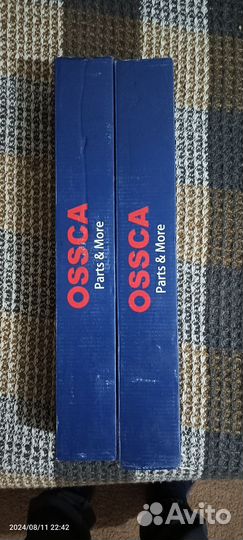 OSSCA
Parts & More
OSSCA
Parts & More
2024/08/11 22:42
Avito